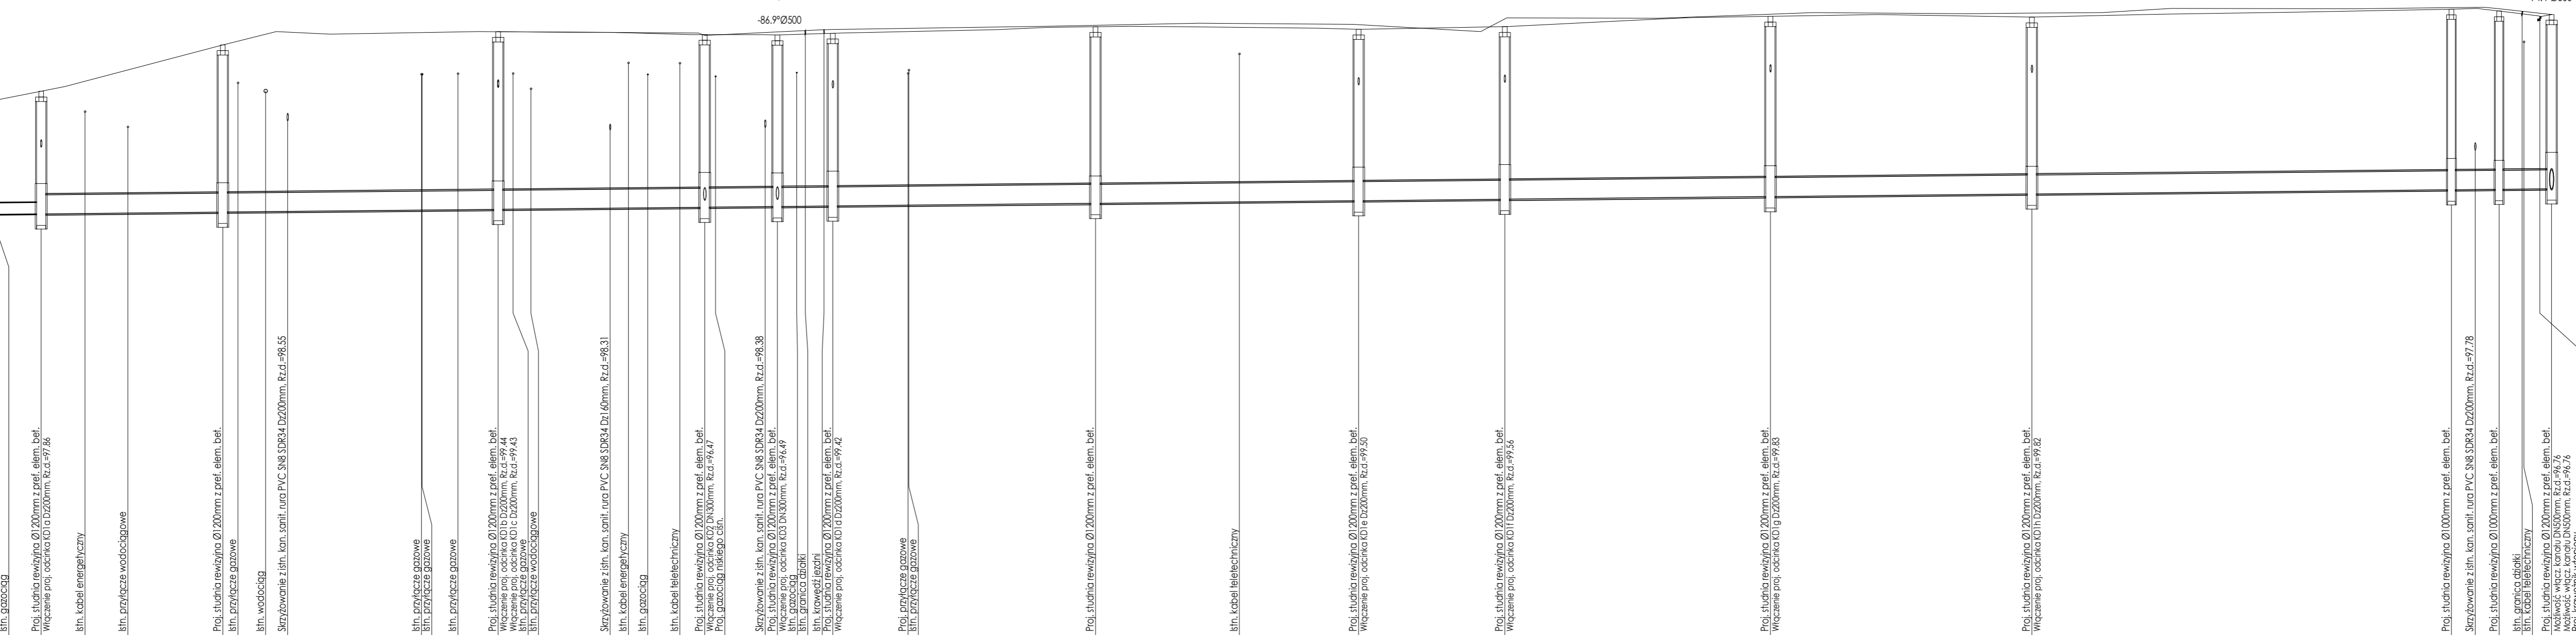 -86.9°Ø500
Istn. gazociąg
Proj. studnia rewizyjna Ø1200mm z pref. elem. bet.
Włączenie proj. odcinka KD1a Dz200mm, Rz.d.=97.86
Istn. kabel energetyczny
Istn. przyłącze wodociągowe
Proj. studnia rewizyjna Ø1200mm z pref. elem. bet.
Istn. przyłącze gazowe
Istn. wodociąg
Skrzyżowanie z istn. kan. sanit. rura PVC SN8 SDR34 Dz200mm, Rz.d.=98.55
Istn. przyłącze gazowe
Istn. przyłącze gazowe
Istn. przyłącze gazowe
Proj. studnia rewizyjna Ø1200mm z pref. elem. bet.
Włączenie proj. odcinka KD1b Dz200mm, Rz.d.=99.44
Włączenie proj. odcinka KD1c Dz200mm, Rz.d.=99.43
Istn. przyłącze gazowe
Istn. przyłącze wodociągowe
Skrzyżowanie z istn. kan. sanit. rura PVC SN8 SDR34 Dz160mm, Rz.d.=98.31
Istn. kabel energetyczny
Istn. gazociąg
Istn. kabel teletechniczny
Proj. studnia rewizyjna Ø1200mm z pref. elem. bet.
Włączenie proj. odcinka KD2 DN300mm, Rz.d.=96.47
Proj. gazociąg niskiego ciśn.
Skrzyżowanie z istn. kan. sanit. rura PVC SN8 SDR34 Dz200mm, Rz.d.=98.38
Proj. studnia rewizyjna Ø1200mm z pref. elem. bet.
Włączenie proj. odcinka KD3 DN300mm, Rz.d.=96.49
Istn. gazociąg
Istn. granica działki
Istn. krawędź jezdni
Proj. studnia rewizyjna Ø1200mm z pref. elem. bet.
Włączenie proj. odcinka KD1d Dz200mm, Rz.d.=99.42
Istn. przyłącze gazowe
Istn. przyłącze gazowe
Proj. studnia rewizyjna Ø1200mm z pref. elem. bet.
Istn. kabel teletechniczny
Proj. studnia rewizyjna Ø1200mm z pref. elem. bet.
Włączenie proj. odcinka KD1e Dz200mm, Rz.d.=99.50
Proj. studnia rewizyjna Ø1200mm z pref. elem. bet.
Włączenie proj. odcinka KD1f Dz200mm, Rz.d.=99.56
Proj. studnia rewizyjna Ø1200mm z pref. elem. bet.
Włączenie proj. odcinka KD1g Dz200mm, Rz.d.=99.83
Proj. studnia rewizyjna Ø1200mm z pref. elem. bet.
Włączenie proj. odcinka KD1h Dz200mm, Rz.d.=99.82
Proj. studnia rewizyjna Ø1000mm z pref. elem. bet.
Skrzyżowanie z istn. kan. sanit. rura PVC SN8 SDR34 Dz200mm, Rz.d.=97.78
Proj. studnia rewizyjna Ø1000mm z pref. elem. bet.
Istn. granica działki
Istn. kabel teletechniczny
Proj. studnia rewizyjna Ø1200mm z pref. elem. bet.
Możliwość włącz. kanału DN500mm, Rz.d.=96.76
Możliwość włącz. kanału DN500mm, Rz.d.=96.76